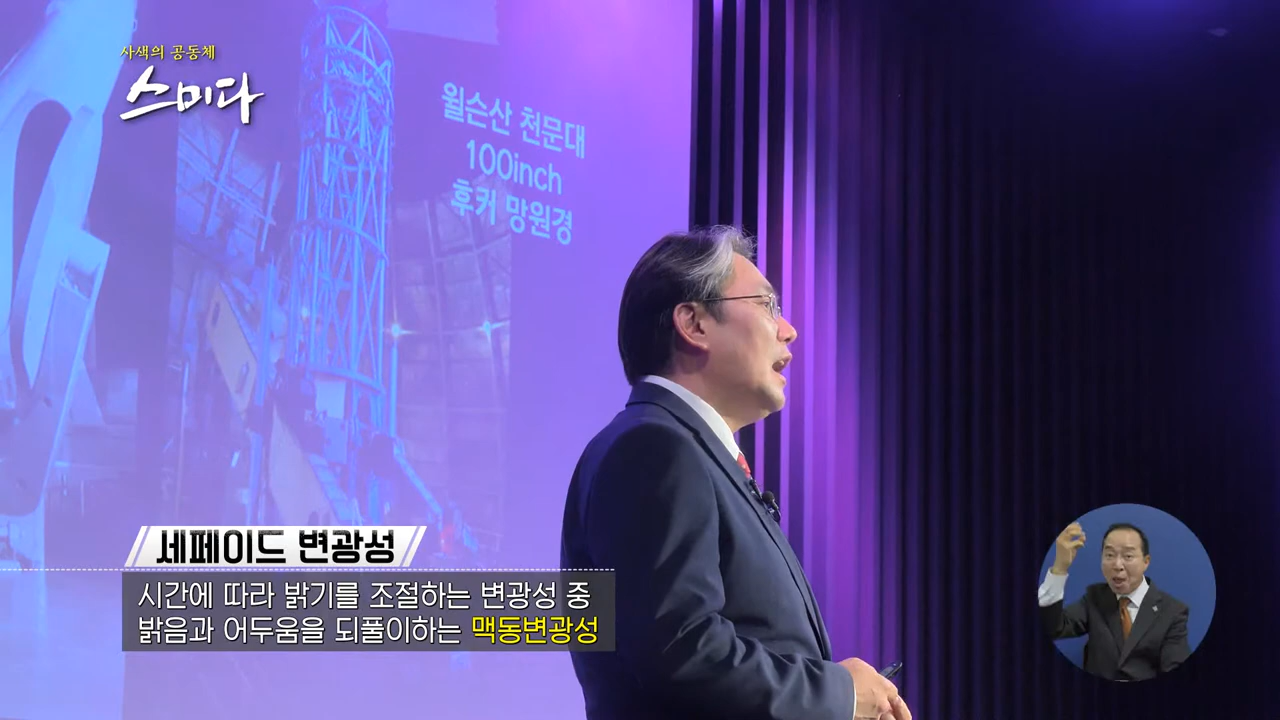 사색의 공동체
스미다
윌슨산 천문대
100inch
후커 망원경
세페이드 변광성
시간에 따라 밝기를 조절하는 변광성 중
밝음과 어두움을 되풀이하는 맥동변광성